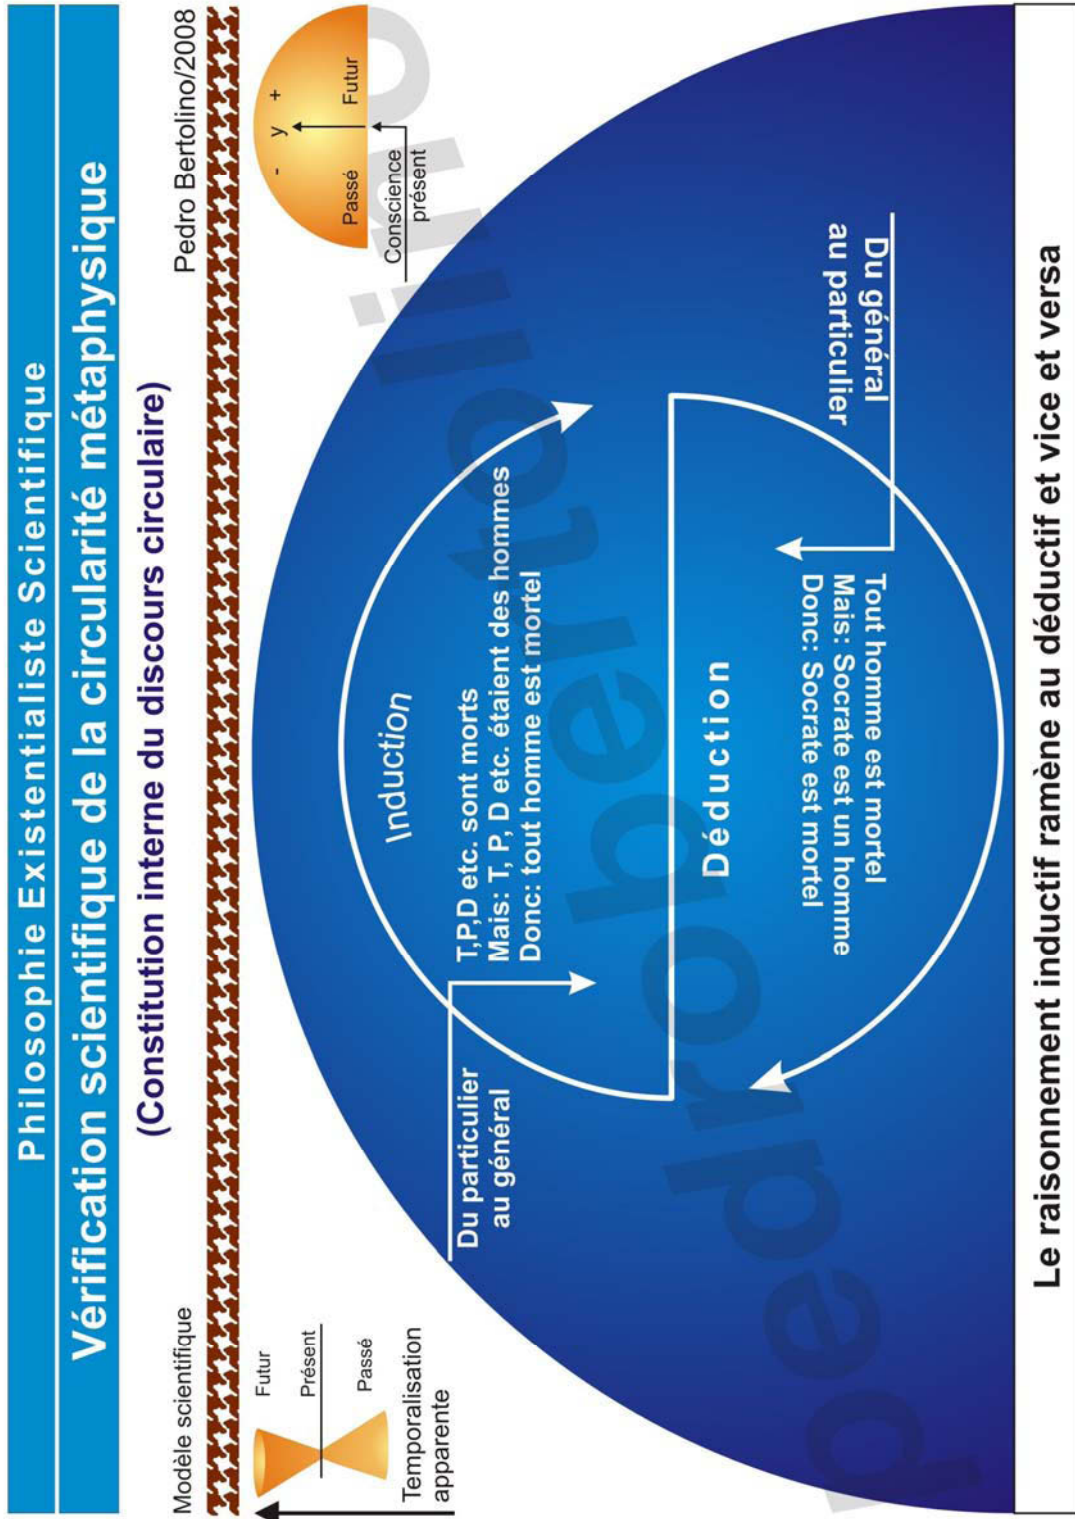 Philosophie Existentialiste Scientifique
Vérification scientifique de la circularité métaphysique
(Constitution interne du discours circulaire)
Modèle scientifique
Pedro Bertolino/2008
Futur
Présent
Passé
Temporalisation
apparente
- y +
Passé
Futur
Conscience
présent
Induction
Du particulier
au général
T,P,D etc. sont morts
Mais: T, P, D etc. étaient des hommes
Donc: tout homme est mortel
Déduction
Du général
au particulier
Tout homme est mortel
Mais: Socrate est un homme
Donc: Socrate est mortel
pedrobertolino
Le raisonnement inductif ramène au déductif et vice et versa